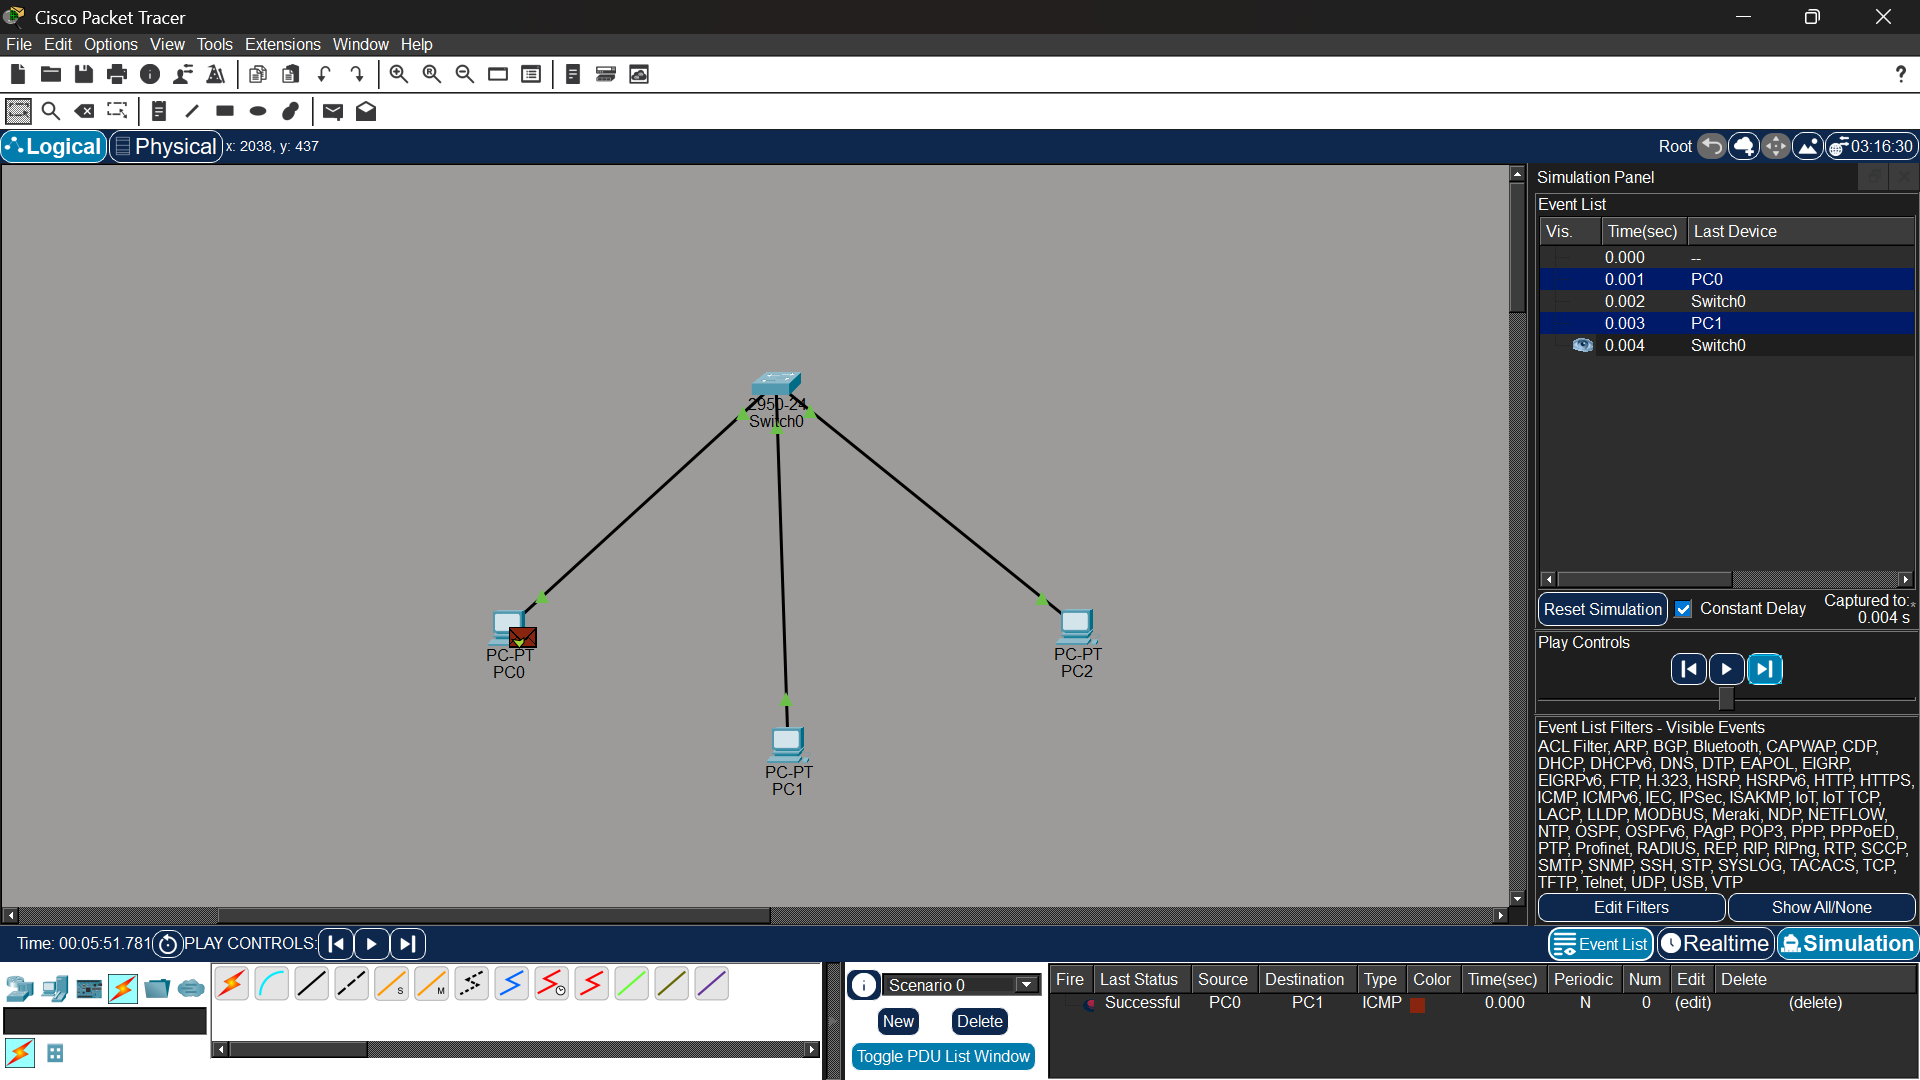 Cisco Packet Tracer
File Edit Options View Tools Extensions Window Help
?
Logical Physical x: 2038, y: 437 Root 03:16:30
Simulation Panel
Event List
Vis. Time(sec) Last Device
0.000 --
0.001 PC0
0.002 Switch0
0.003 PC1
0.004 Switch0
2950-24
Switch0
PC-PT
PC0
PC-PT
PC2
PC-PT
PC1
Reset Simulation Constant Delay Captured to:*
0.004 s
Play Controls
Event List Filters - Visible Events
ACL Filter, ARP, BGP, Bluetooth, CAPWAP, CDP,
DHCP, DHCPv6, DNS, DTP, EAPOL, EIGRP,
EIGRPv6, FTP, H.323, HSRP, HSRPv6, HTTP, HTTPS,
ICMP, ICMPv6, IEC, IPSec, ISAKMP, IoT, IoT TCP,
LACP, LLDP, MODBUS, Meraki, NDP, NETFLOW,
NTP, OSPF, OSPFv6, PAgP, POP3, PPP, PPPoED,
PTP, Profinet, RADIUS, REP, RIP, RIPng, RTP, SCCP,
SMTP, SNMP, SSH, STP, SYSLOG, TACACS, TCP,
TFTP, Telnet, UDP, USB, VTP
Edit Filters Show All/None
Time: 00:05:51.781 PLAY CONTROLS: Event List Realtime Simulation
S M
Scenario 0
New Delete
Toggle PDU List Window
Fire Last Status Source Destination Type Color Time(sec) Periodic Num Edit Delete
Successful PC0 PC1 ICMP 0.000 N 0 (edit) (delete)